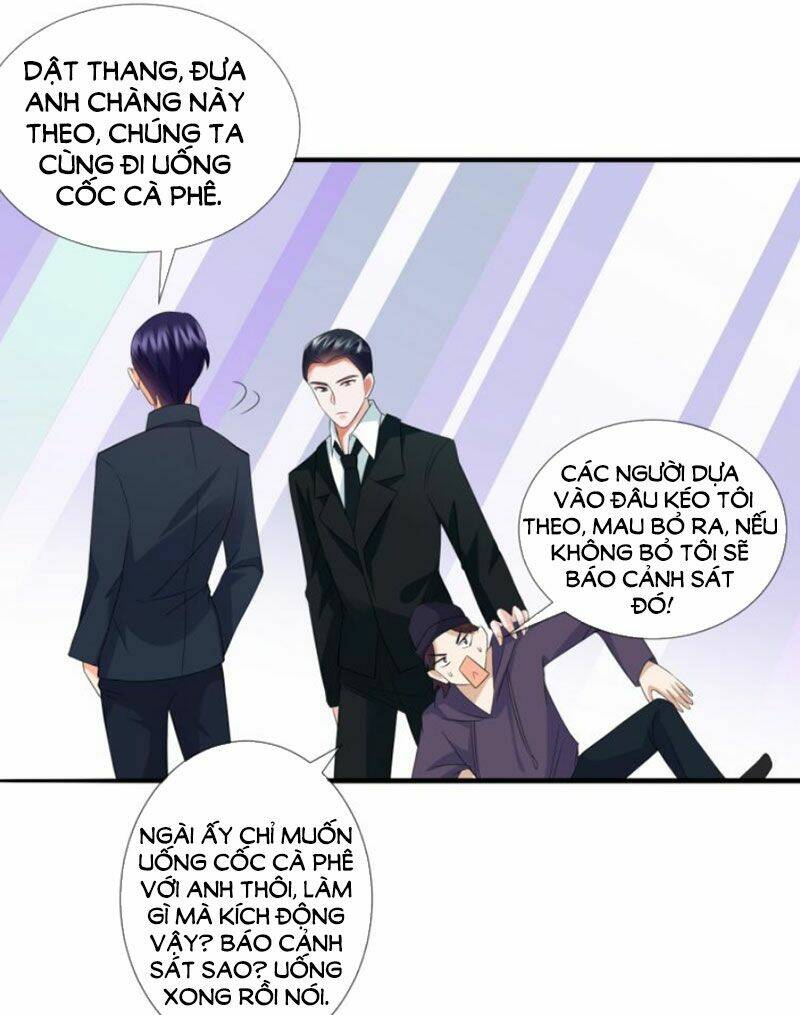 DẬT THANG, ĐƯA
ANH CHÀNG NÀY
THEO, CHÚNG TA
CÙNG ĐI UỐNG
CỐC CÀ PHÊ.
CÁC NGƯỜI DỰA
VÀO ĐÂU KÉO TÔI
THEO, MAU BỎ RA, NẾU
KHÔNG BỎ TÔI SẼ
BÁO CẢNH SÁT
ĐÓ!
NGÀI ẤY CHỈ MUỐN
UỐNG CỐC CÀ PHÊ
VỚI ANH THÔI, LÀM
GÌ MÀ KÍCH ĐỘNG
VẬY? BÁO CẢNH
SÁT SAO? UỐNG
XONG RỒI NÓI.